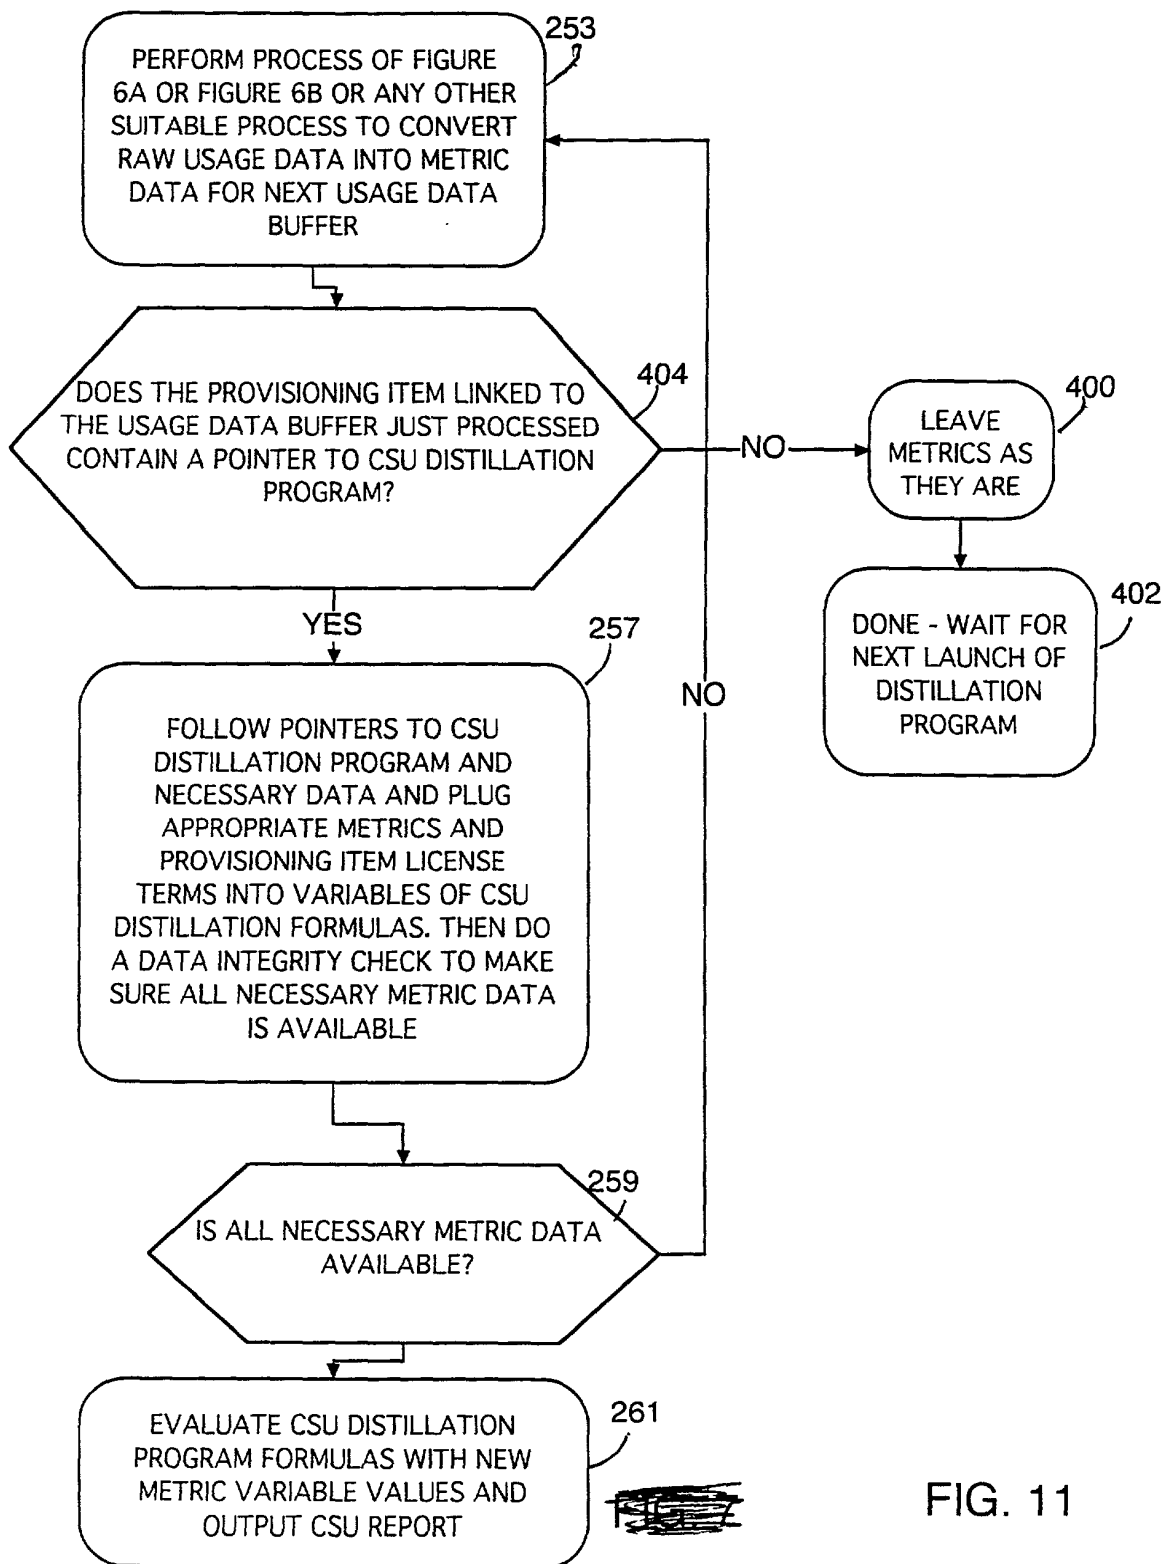 253
PERFORM PROCESS OF FIGURE
6A OR FIGURE 6B OR ANY OTHER
SUITABLE PROCESS TO CONVERT
RAW USAGE DATA INTO METRIC
DATA FOR NEXT USAGE DATA
BUFFER
404
DOES THE PROVISIONING ITEM LINKED TO
THE USAGE DATA BUFFER JUST PROCESSED
CONTAIN A POINTER TO CSU DISTILLATION
PROGRAM?
NO
400
LEAVE
METRICS AS
THEY ARE
402
DONE - WAIT FOR
NEXT LAUNCH OF
DISTILLATION
PROGRAM
YES
257
NO
FOLLOW POINTERS TO CSU
DISTILLATION PROGRAM AND
NECESSARY DATA AND PLUG
APPROPRIATE METRICS AND
PROVISIONING ITEM LICENSE
TERMS INTO VARIABLES OF CSU
DISTILLATION FORMULAS. THEN DO
A DATA INTEGRITY CHECK TO MAKE
SURE ALL NECESSARY METRIC DATA
IS AVAILABLE
259
IS ALL NECESSARY METRIC DATA
AVAILABLE?
261
EVALUATE CSU DISTILLATION
PROGRAM FORMULAS WITH NEW
METRIC VARIABLE VALUES AND
OUTPUT CSU REPORT
FIG. 7
FIG. 11